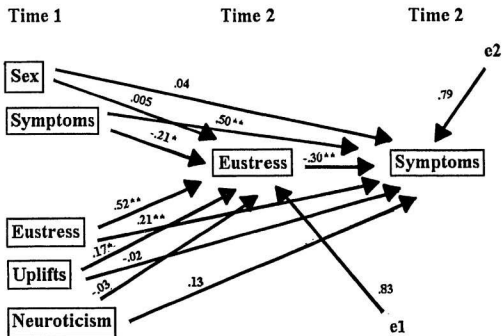 Time 1 Time 2 Time 2
e2
Sex
.04
.79
.005
Symptoms
.50**
-.21*
Eustress
-.30**
Symptoms
.52**
Eustress
.21**
.17*
-.02
Uplifts
-.03
.13
.83
Neuroticism
e1